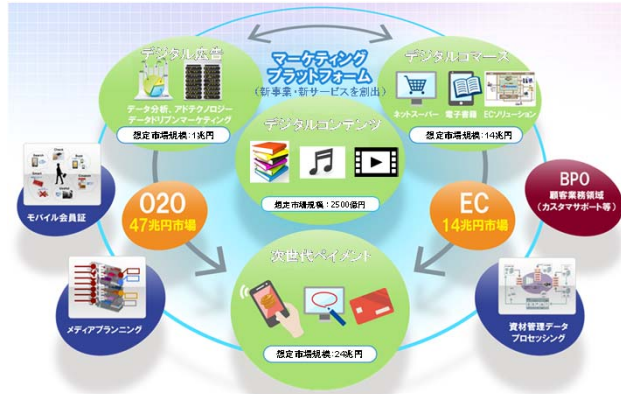 デジタル広告
データ分析、アドテクノロジー
データドリブンマーケティング
想定市場規模：1兆円
マーケティング
プラットフォーム
（新事業・新サービスを創出）
デジタルコマース
ネットスーパー 電子書籍 ECソリューション
想定市場規模：14兆円
デジタルコンテンツ
想定市場規模：2500億円
モバイル会員証
O2O
47兆円市場
EC
14兆円市場
BPO
顧客業務領域
（カスタマサポート等）
メディアプランニング
次世代ペイメント
想定市場規模：24兆円
資材管理データ
プロセッシング